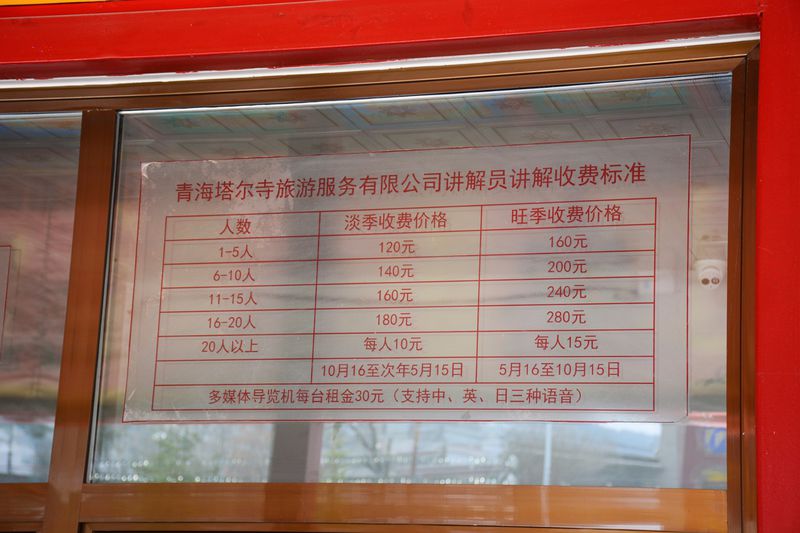 青海塔尔寺旅游服务有限公司讲解员讲解收费标准
人数 淡季收费价格 旺季收费价格
1-5人 120元 160元
6-10人 140元 200元
11-15人 160元 240元
16-20人 180元 280元
20人以上 每人10元 每人15元
10月16至次年5月15日 5月16至10月15日
多媒体导览机每台租金30元（支持中、英、日三种语音）